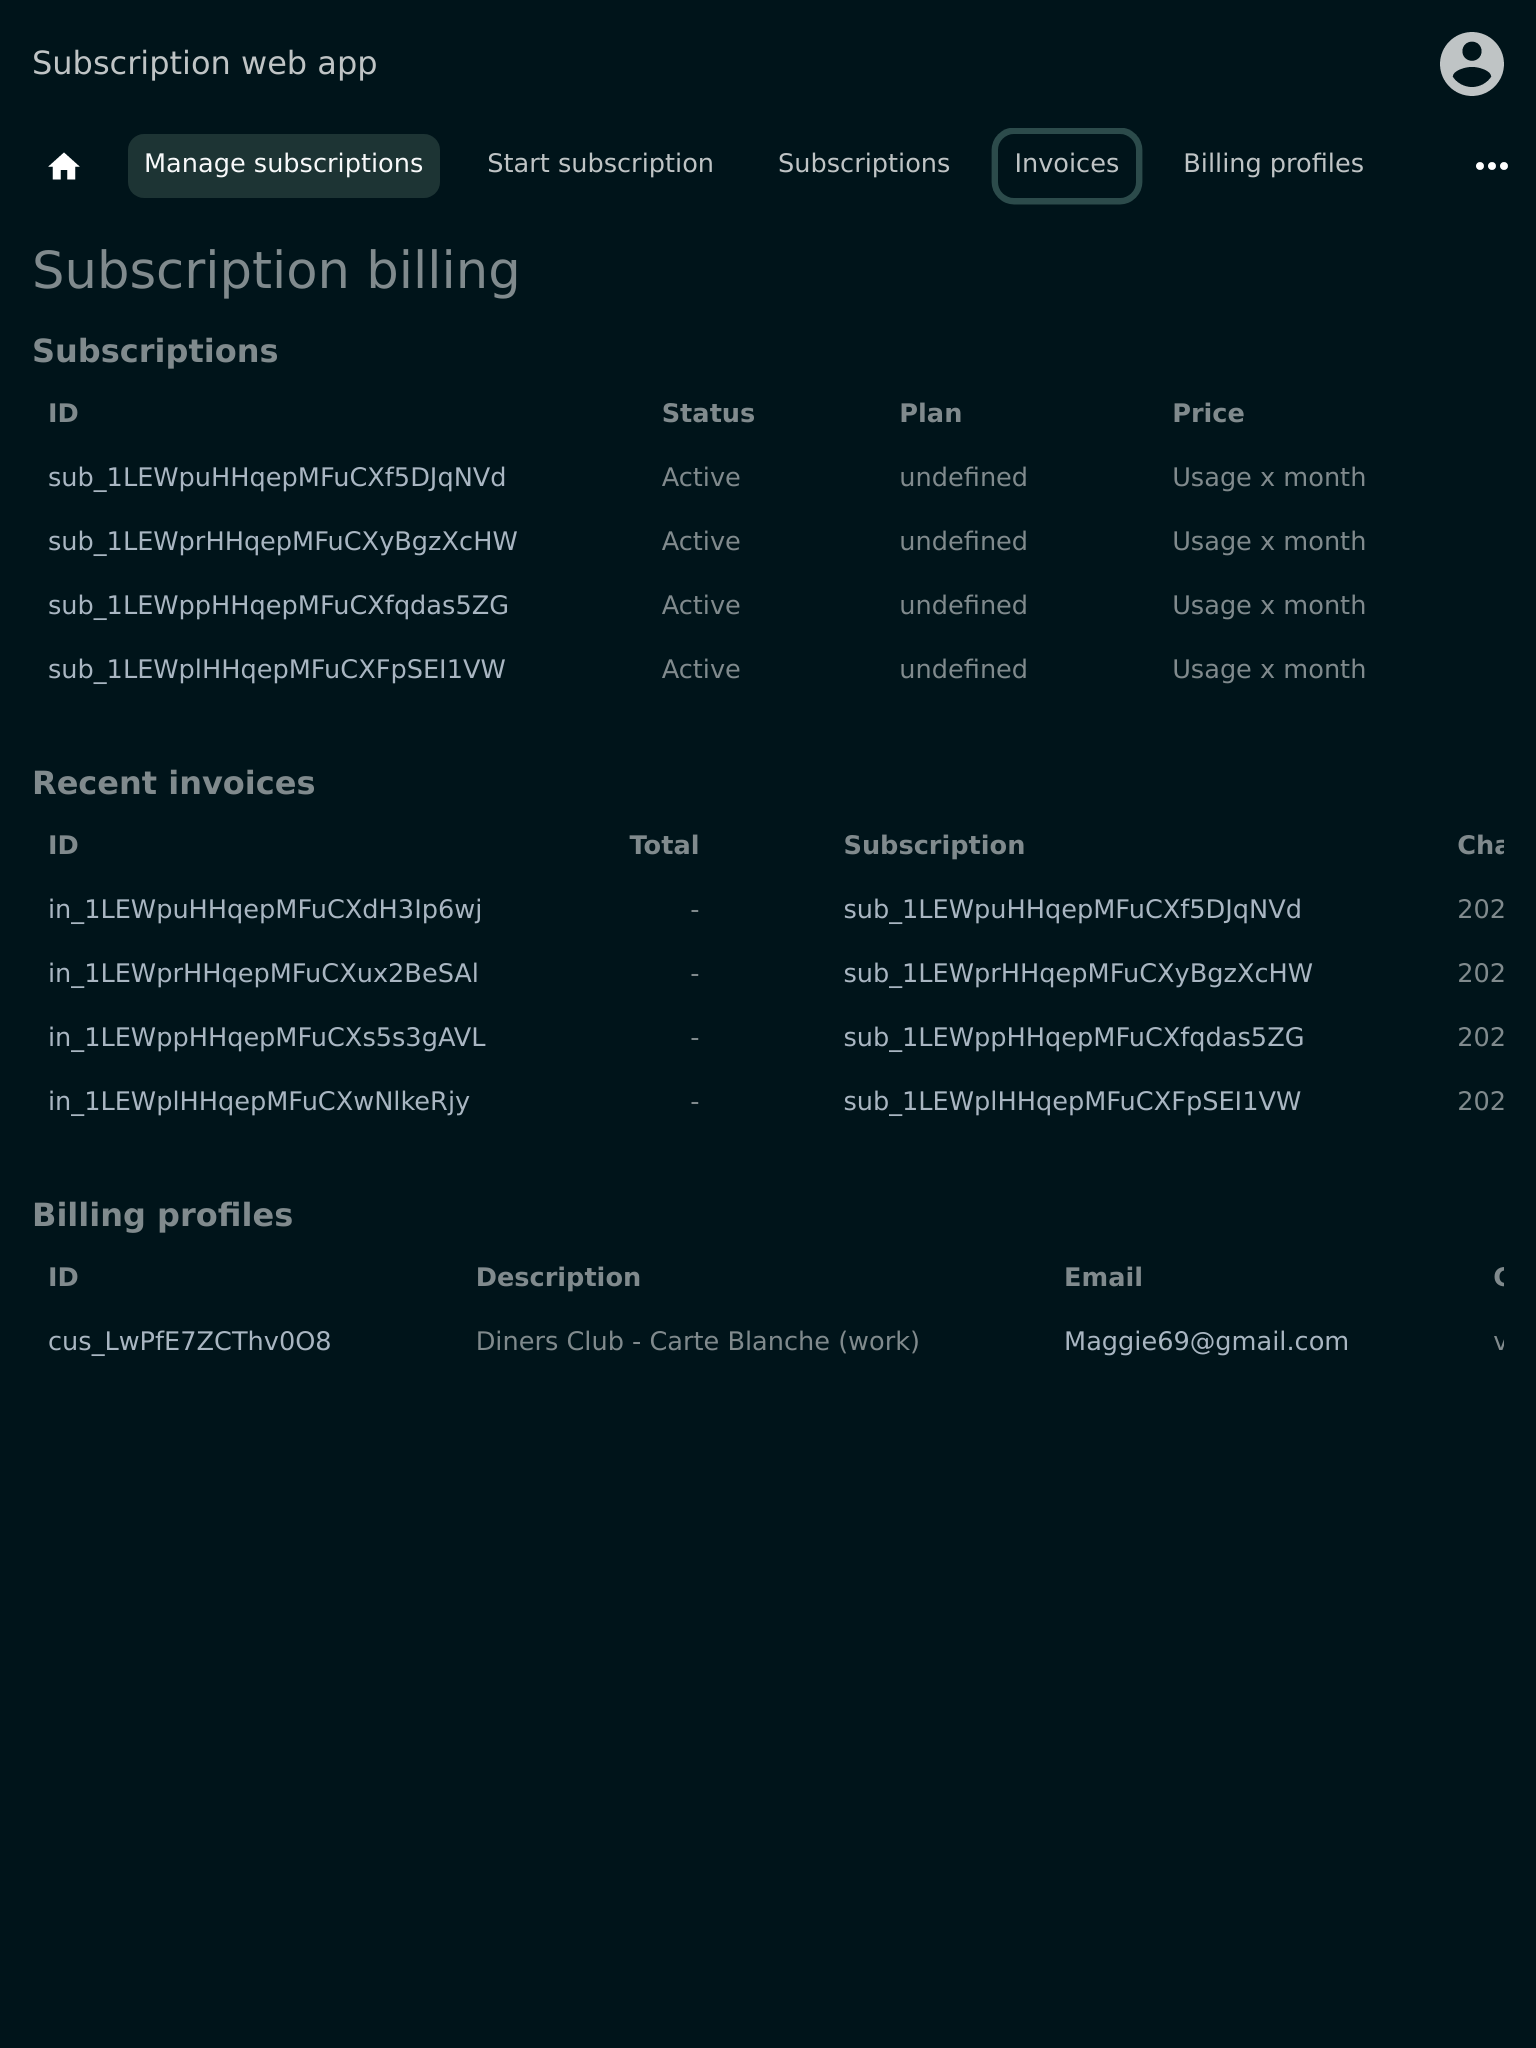 Subscription web app
Manage subscriptions Start subscription Subscriptions Invoices Billing profiles
Subscription billing
Subscriptions
ID Status Plan Price
sub_1LEWpuHHqepMFuCXf5DJqNVd Active undefined Usage x month
sub_1LEWprHHqepMFuCXyBgzXcHW Active undefined Usage x month
sub_1LEWppHHqepMFuCXfqdas5ZG Active undefined Usage x month
sub_1LEWplHHqepMFuCXFpSEI1VW Active undefined Usage x month
Recent invoices
ID Total Subscription
in_1LEWpuHHqepMFuCXdH3Ip6wj - sub_1LEWpuHHqepMFuCXf5DJqNVd 202
in_1LEWprHHqepMFuCXux2BeSAl - sub_1LEWprHHqepMFuCXyBgzXcHW 202
in_1LEWppHHqepMFuCXs5s3gAVL - sub_1LEWppHHqepMFuCXfqdas5ZG 202
in_1LEWplHHqepMFuCXwNlkeRjy - sub_1LEWplHHqepMFuCXFpSEI1VW 202
Billing profiles
ID Description Email
cus_LwPfE7ZCThv0O8 Diners Club - Carte Blanche (work) Maggie69@gmail.com